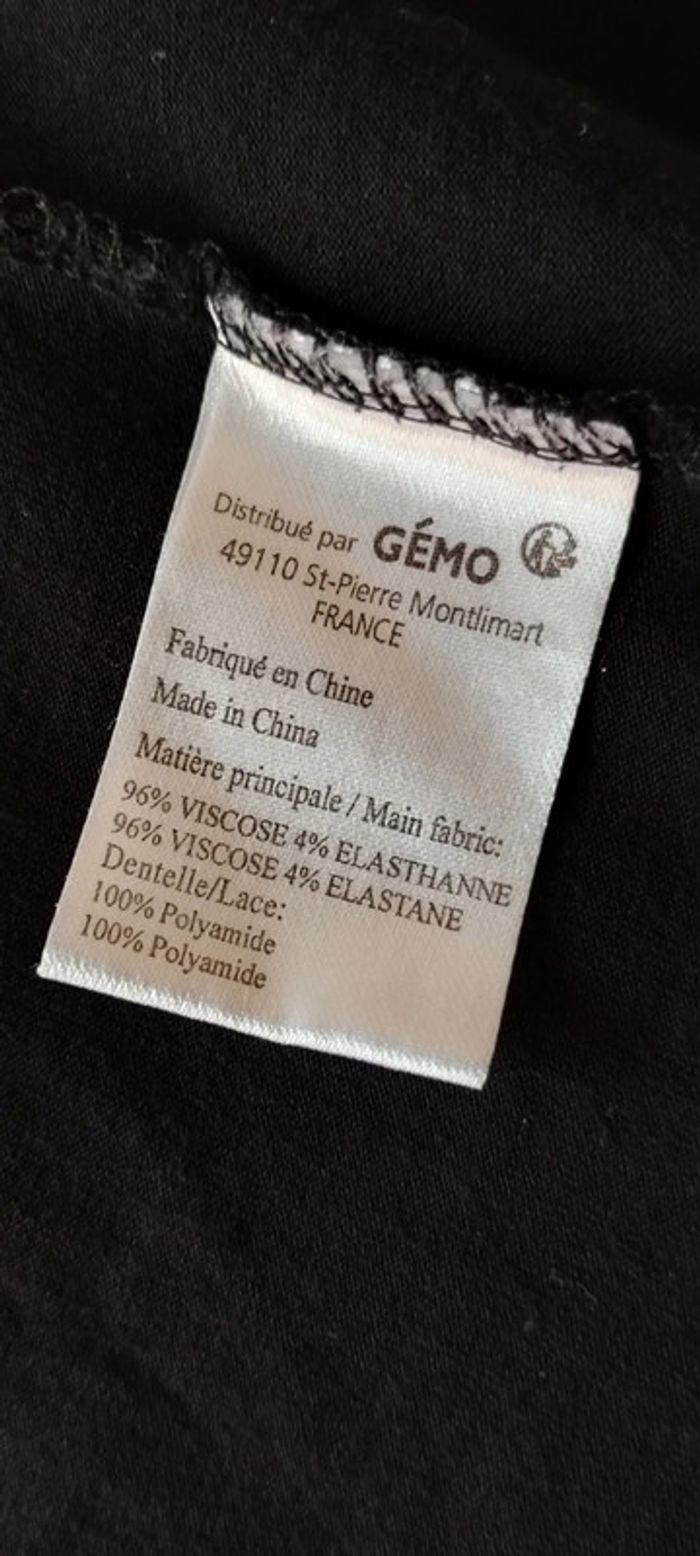 Distribué par GÉMO
49110 St-Pierre Montlimart
FRANCE
Fabriqué en Chine
Made in China
Matière principale / Main fabric:
96% VISCOSE 4% ELASTHANNE
96% VISCOSE 4% ELASTANE
Dentelle/Lace:
100% Polyamide
100% Polyamide